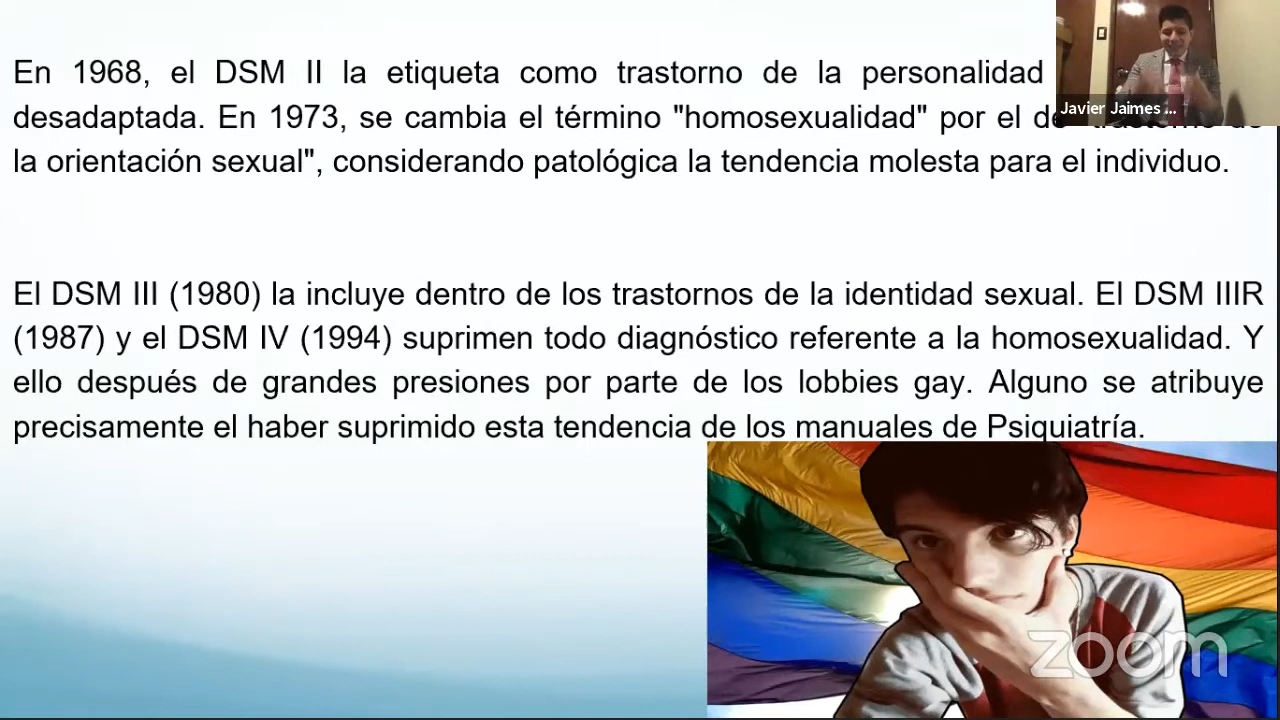 En 1968, el DSM II la etiqueta como trastorno de la personalidad
desadaptada. En 1973, se cambia el término "homosexualidad" por el de
la orientación sexual", considerando patológica la tendencia molesta para el individuo.
El DSM III (1980) la incluye dentro de los trastornos de la identidad sexual. El DSM IIIR
(1987) y el DSM IV (1994) suprimen todo diagnóstico referente a la homosexualidad. Y
ello después de grandes presiones por parte de los lobbies gay. Alguno se atribuye
precisamente el haber suprimido esta tendencia de los manuales de Psiquiatría.
Javier Jaimes ...
zoom